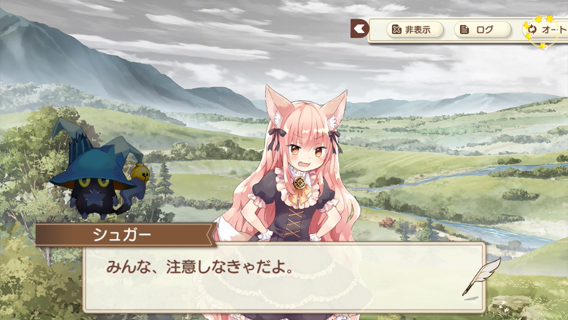 非表示
ログ
オート
シュガー
みんな、注意しなきゃだよ。